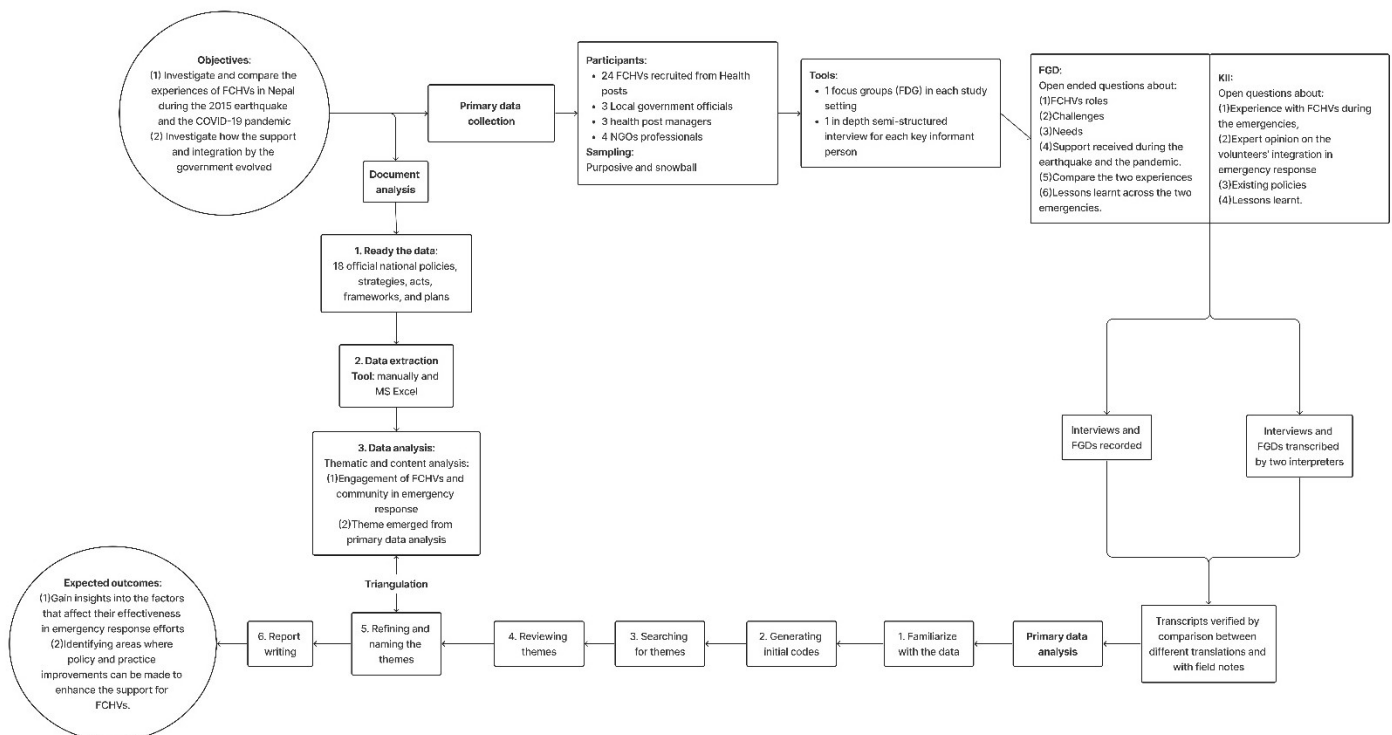 Objectives:
(1) Investigate and compare the
experiences of FCHVs in Nepal
during the 2015 earthquake
and the COVID-19 pandemic
(2) Investigate how the support
and integration by the
government evolved
Primary data
collection
Participants:
• 24 FCHVs recruited from Health
posts
• 3 Local government officials
• 3 health post managers
• 4 NGOs professionals
Sampling:
Purposive and snowball
Tools:
• 1 focus groups (FDG) in each study
setting
• 1 in depth semi-structured
interview for each key informant
person
FGD:
Open ended questions about:
(1)FCHVs roles
(2)Challenges
(3)Needs
(4)Support received during the
earthquake and the pandemic.
(5)Compare the two experiences
(6)Lessons learnt across the two
emergencies.
KII:
Open questions about:
(1)Experience with FCHVs during
the emergencies,
(2)Expert opinion on the
volunteers' integration in
emergency response
(3)Existing policies
(4)Lessons learnt.
Document
analysis
1. Ready the data:
18 official national policies,
strategies, acts,
frameworks, and plans
2. Data extraction
Tool: manually and
MS Excel
3. Data analysis:
Thematic and content analysis:
(1)Engagement of FCHVs and
community in emergency
response
(2)Theme emerged from
primary data analysis
Interviews and
FGDs recorded
Interviews and
FGDs transcribed
by two interpreters
Transcripts verified by
comparison between
different translations and
with field notes
Primary data
analysis
1. Familiarize
with the data
2. Generating
initial codes
3. Searching
for themes
4. Reviewing
themes
Triangulation
5. Refining and
naming the
themes
6. Report
writing
Expected outcomes:
(1)Gain insights into the factors
that affect their effectiveness
in emergency response efforts
(2)Identifying areas where
policy and practice
improvements can be made to
enhance the support for
FCHVs.